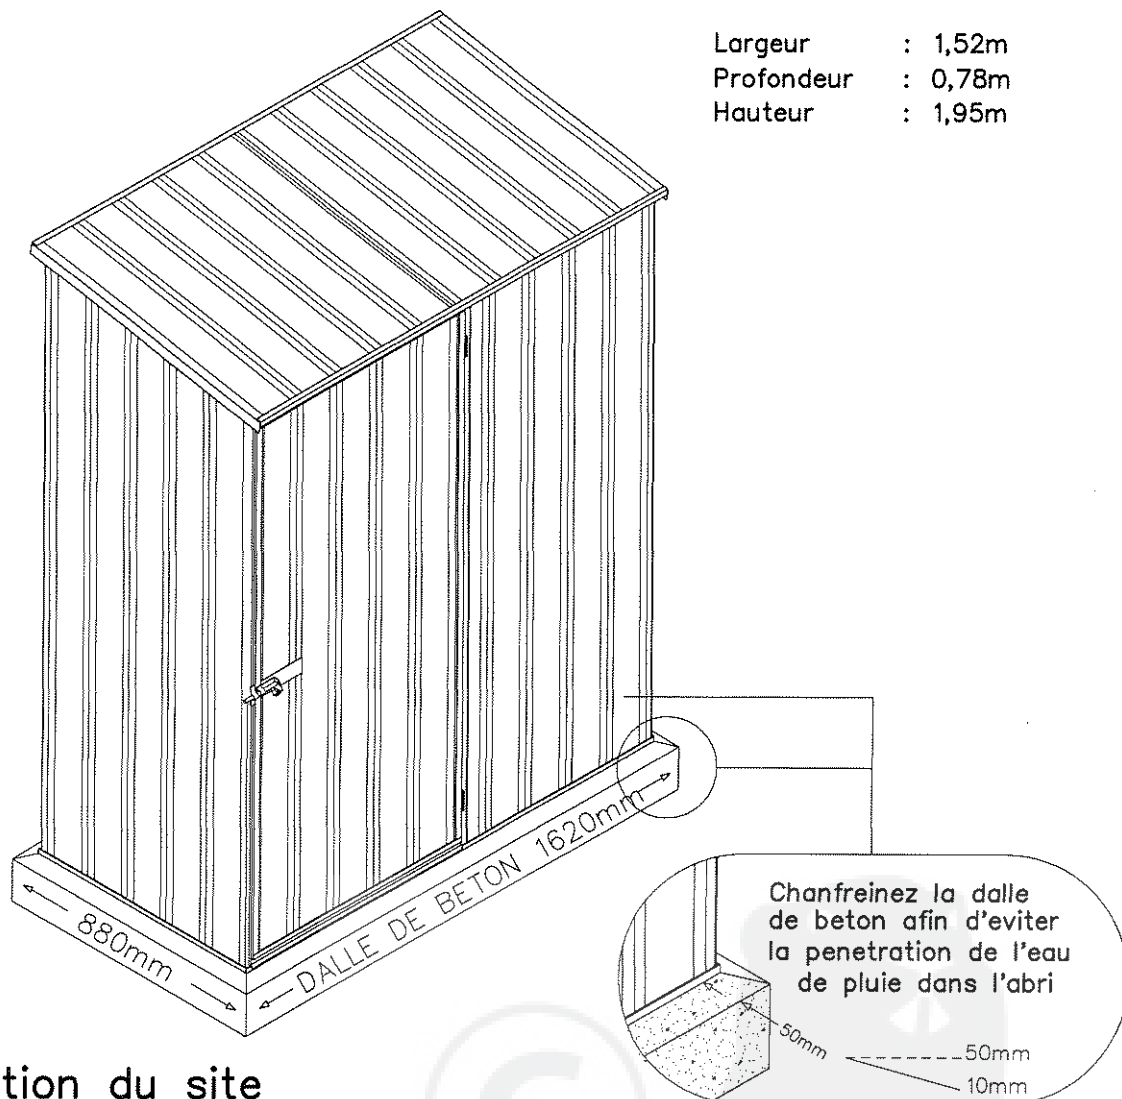 Largeur : 1,52m
Profondeur : 0,78m
Hauteur : 1,95m
880mm
DALLE DE BETON 1620mm
Chanfreinez la dalle
de beton afin d'eviter
la penetration de l'eau
de pluie dans l'abri
50mm
50mm
10mm
tion du site